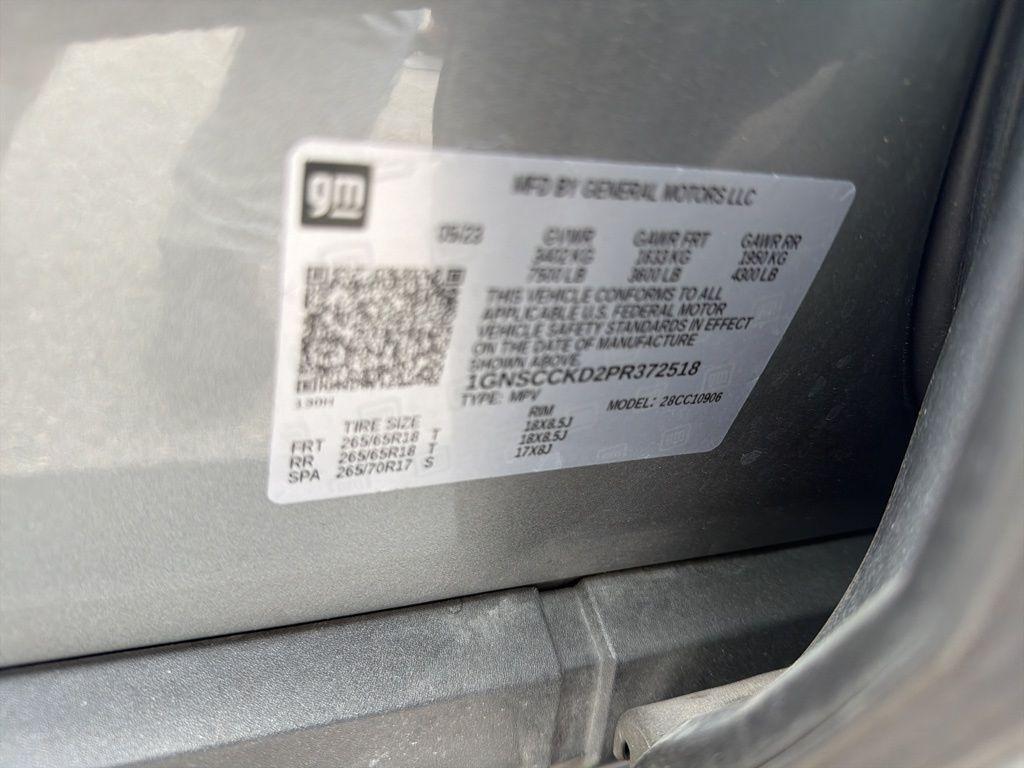 gm
MFD BY GENERAL MOTORS LLC
05/23 GVWR GAWR FRT GAWR RR
3402 KG 1633 KG 1950 KG
7500 LB 3600 LB 4300 LB
THIS VEHICLE CONFORMS TO ALL
APPLICABLE U.S. FEDERAL MOTOR
VEHICLE SAFETY STANDARDS IN EFFECT
ON THE DATE OF MANUFACTURE
SHOWN ABOVE.
1GNSCCKD2PR372518
TYPE: MPV MODEL: 28CC10906
TIRE SIZE RIM
FRT 265/65R18 T 18X8.5J
RR 265/65R18 T 18X8.5J
SPA 265/70R17 S 17X8J